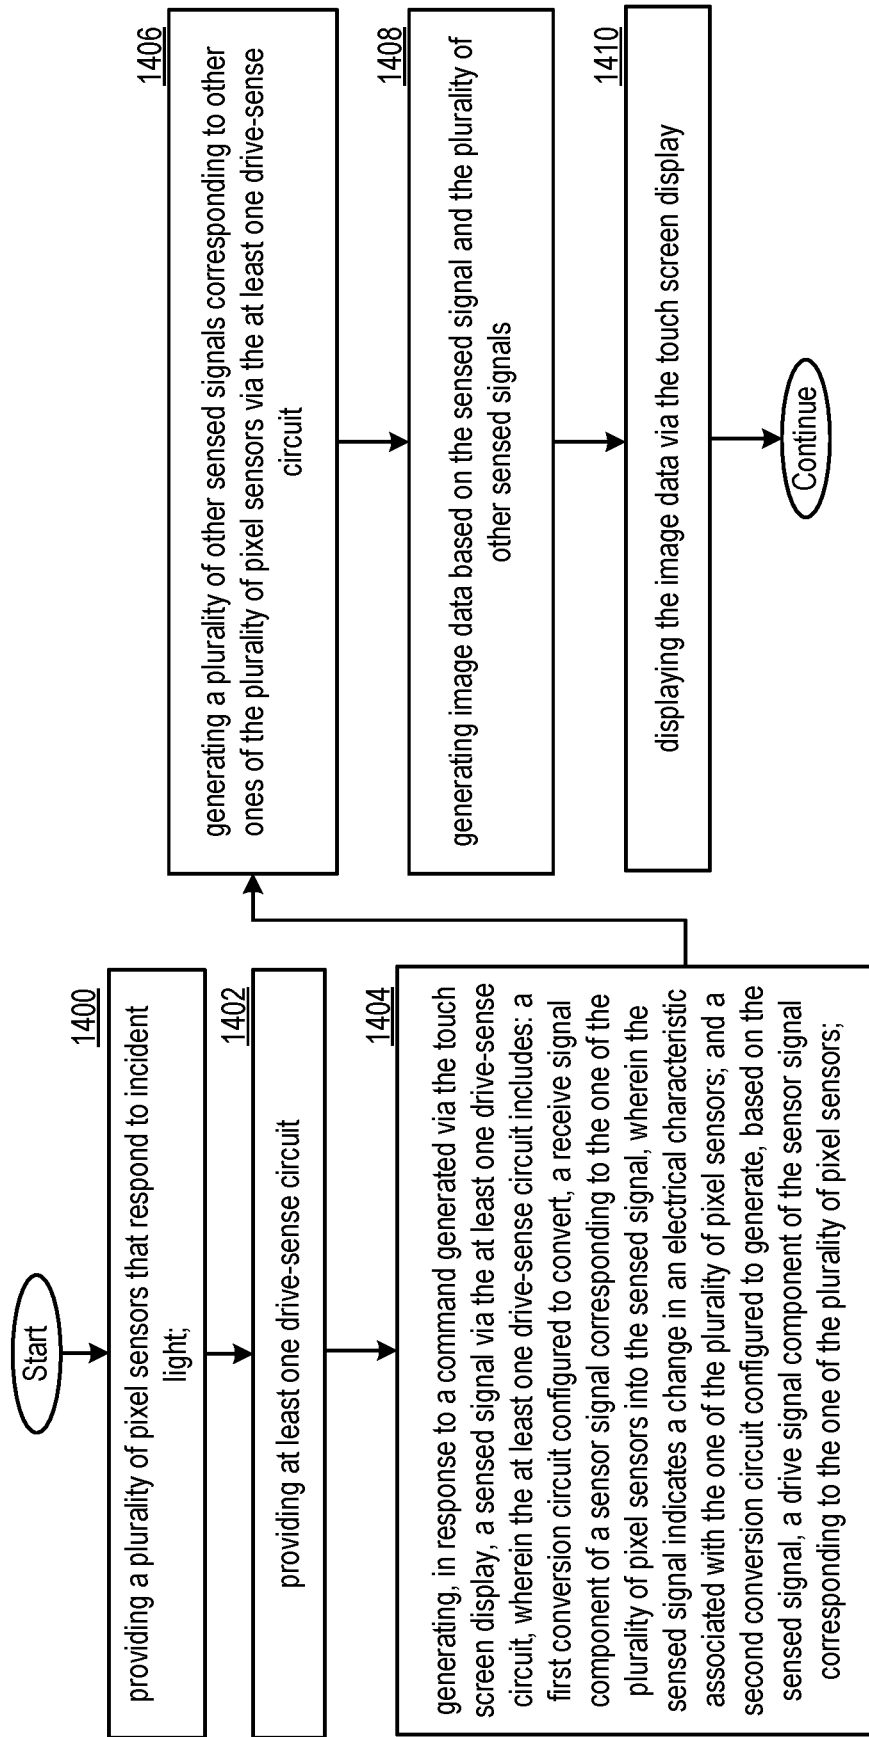 Start
1400
providing a plurality of pixel sensors that respond to incident
light;
1402
providing at least one drive-sense circuit
1404
generating, in response to a command generated via the touch
screen display, a sensed signal via the at least one drive-sense
circuit, wherein the at least one drive-sense circuit includes: a
first conversion circuit configured to convert, a receive signal
component of a sensor signal corresponding to the one of the
plurality of pixel sensors into the sensed signal, wherein the
sensed signal indicates a change in an electrical characteristic
associated with the one of the plurality of pixel sensors; and a
second conversion circuit configured to generate, based on the
sensed signal, a drive signal component of the sensor signal
corresponding to the one of the plurality of pixel sensors;
1406
generating a plurality of other sensed signals corresponding to other
ones of the plurality of pixel sensors via the at least one drive-sense
circuit
1408
generating image data based on the sensed signal and the plurality of
other sensed signals
1410
displaying the image data via the touch screen display
Continue